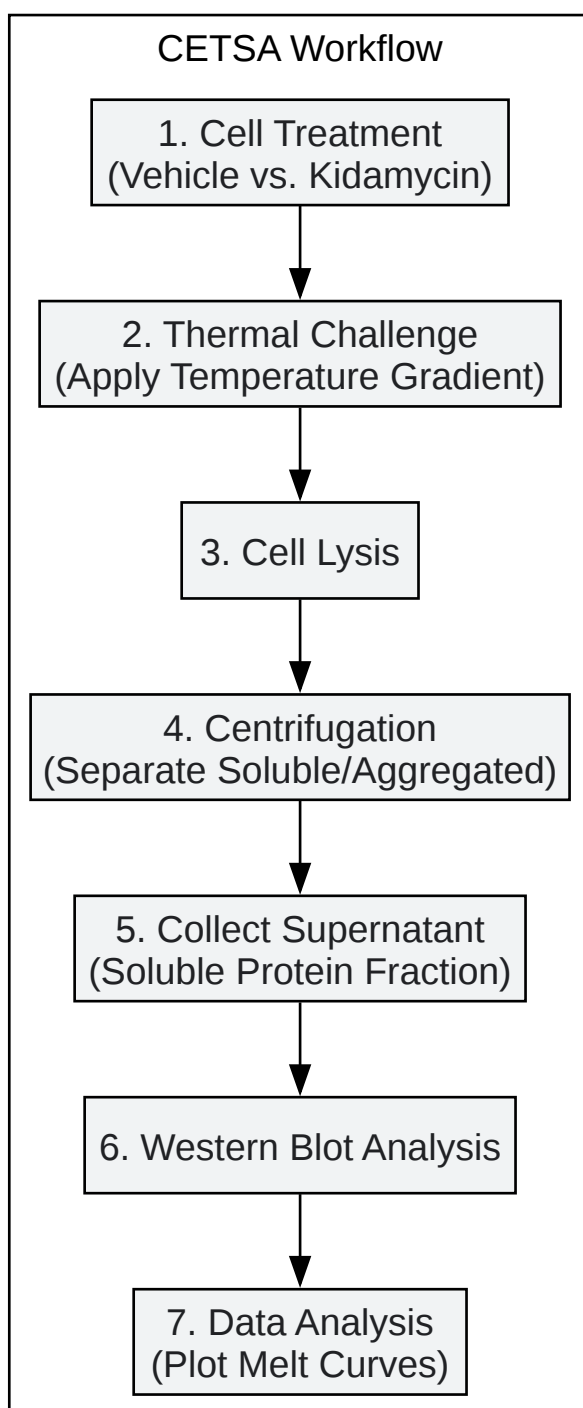 CETSA Workflow
1. Cell Treatment
(Vehicle vs. Kidamycin)
2. Thermal Challenge
(Apply Temperature Gradient)
3. Cell Lysis
4. Centrifugation
(Separate Soluble/Aggregated)
5. Collect Supernatant
(Soluble Protein Fraction)
6. Western Blot Analysis
7. Data Analysis
(Plot Melt Curves)